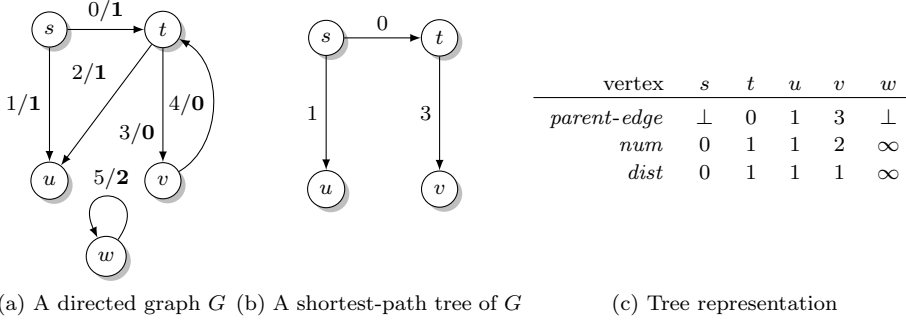 0/1
s
t
2/1
1/1
4/0
3/0
u
v
5/2
w
0
s
t
1
3
u
v
vertex s t u v w
parent-edge ⊥ 0 1 3 ⊥
num 0 1 1 2 ∞
dist 0 1 1 1 ∞
(a) A directed graph G
(b) A shortest-path tree of G
(c) Tree representation